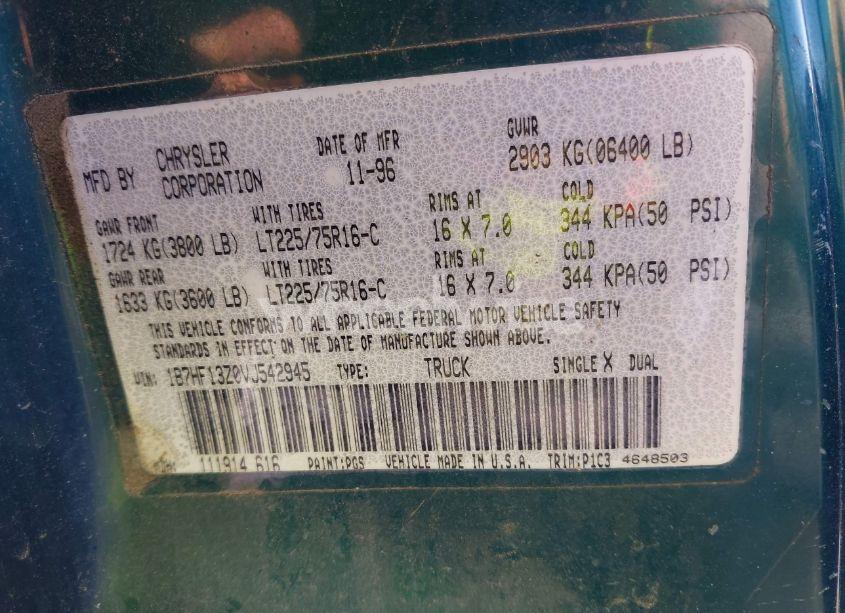 MFD BY CHRYSLER CORPORATION DATE OF MFR 11-96 GVWR 2903 KG(06400 LB)
GAWR FRONT WITH TIRES RIMS AT COLD
1724 KG(3800 LB) LT225/75R16-C 16 X 7.0 344 KPA(50 PSI)
GAWR REAR WITH TIRES RIMS AT COLD
1633 KG(3600 LB) LT225/75R16-C 16 X 7.0 344 KPA(50 PSI)
THIS VEHICLE CONFORMS TO ALL APPLICABLE FEDERAL MOTOR VEHICLE SAFETY
STANDARDS IN EFFECT ON THE DATE OF MANUFACTURE SHOWN ABOVE.
VIN: 1B7HF13Z0VJ542945 TYPE: TRUCK SINGLE X DUAL
111914 616 PAINT:PGS VEHICLE MADE IN U.S.A. TRIM:P1C3 4648503